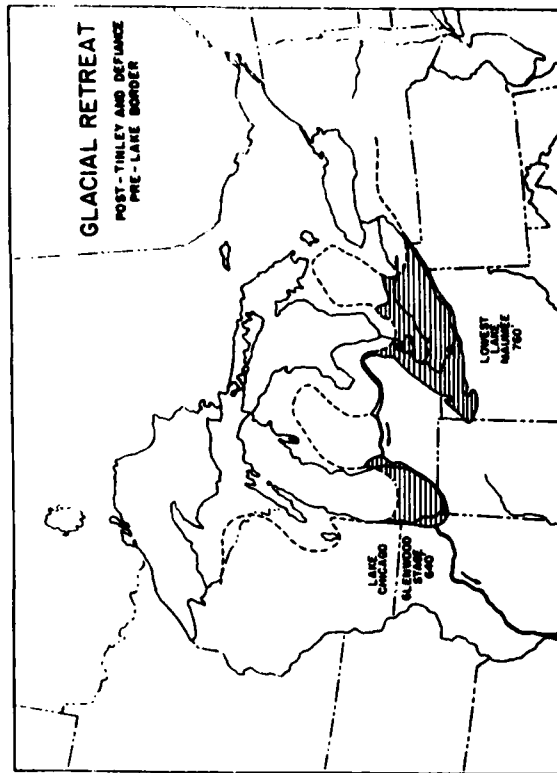 GLACIAL RETREAT
POST-TINLEY AND DEFIANCE
PRE-LAKE BORDER
LAKE
CHICAGO
GLENWOOD
STAGE
640
LOWEST
LAKE
MAUMEE
760